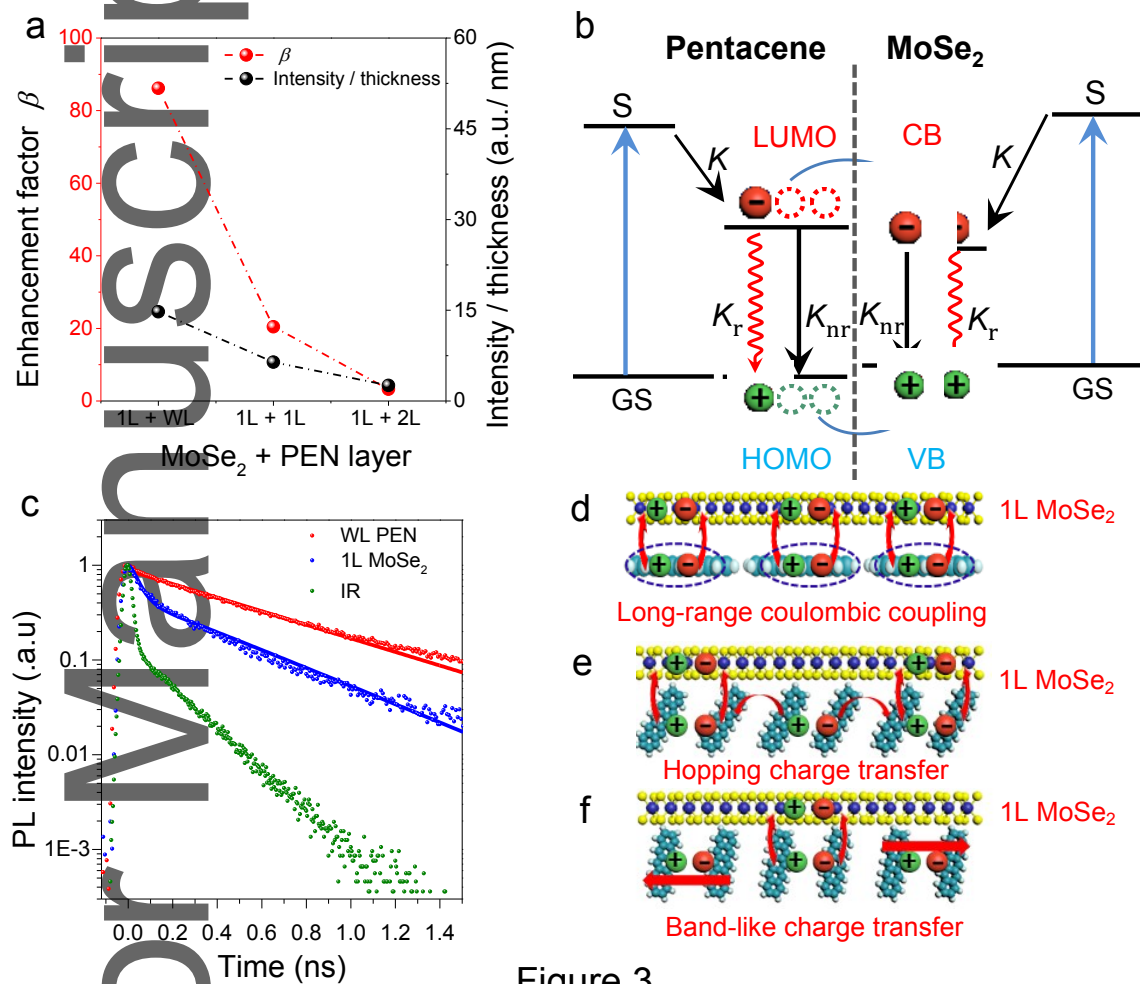 a
100
80
60
40
20
0
Enhancement factor β
β
Intensity / thickness
60
45
30
15
0
Intensity / thickness (a.u./ nm)
1L + WL
1L + 1L
1L + 2L
MoSe₂ + PEN layer
b
Pentacene
MoSe₂
S
S
LUMO
CB
K
K
−
−
Kr
Knr
Knr
Kr
+
+
+
GS
GS
HOMO
VB
c
1
0.1
0.01
1E-3
PL intensity (.a.u)
WL PEN
1L MoSe₂
IR
0.0 0.2 0.4 0.6 0.8 1.0 1.2 1.4
Time (ns)
d
+ − + − + −
1L MoSe₂
+ − + − + −
Long-range coulombic coupling
e
+ − + −
1L MoSe₂
+ − + − + −
Hopping charge transfer
f
+ −
1L MoSe₂
+ − + − + −
Band-like charge transfer
Figure 3
or Manuscrip